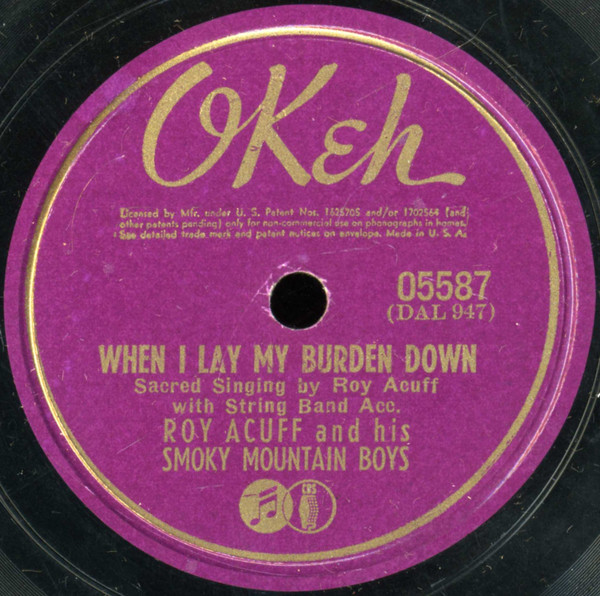 OKeh
Licensed by Mfr. under U. S. Patent Nos. 1625705 and/or 1702564 (and
other patents pending) only for non-commercial use on phonographs in homes.
See detailed trade mark and patent notices on envelope. Made in U. S. A.
05587
(DAL 947)
WHEN I LAY MY BURDEN DOWN
Sacred Singing by Roy Acuff
with String Band Acc.
ROY ACUFF and his
SMOKY MOUNTAIN BOYS
CBS